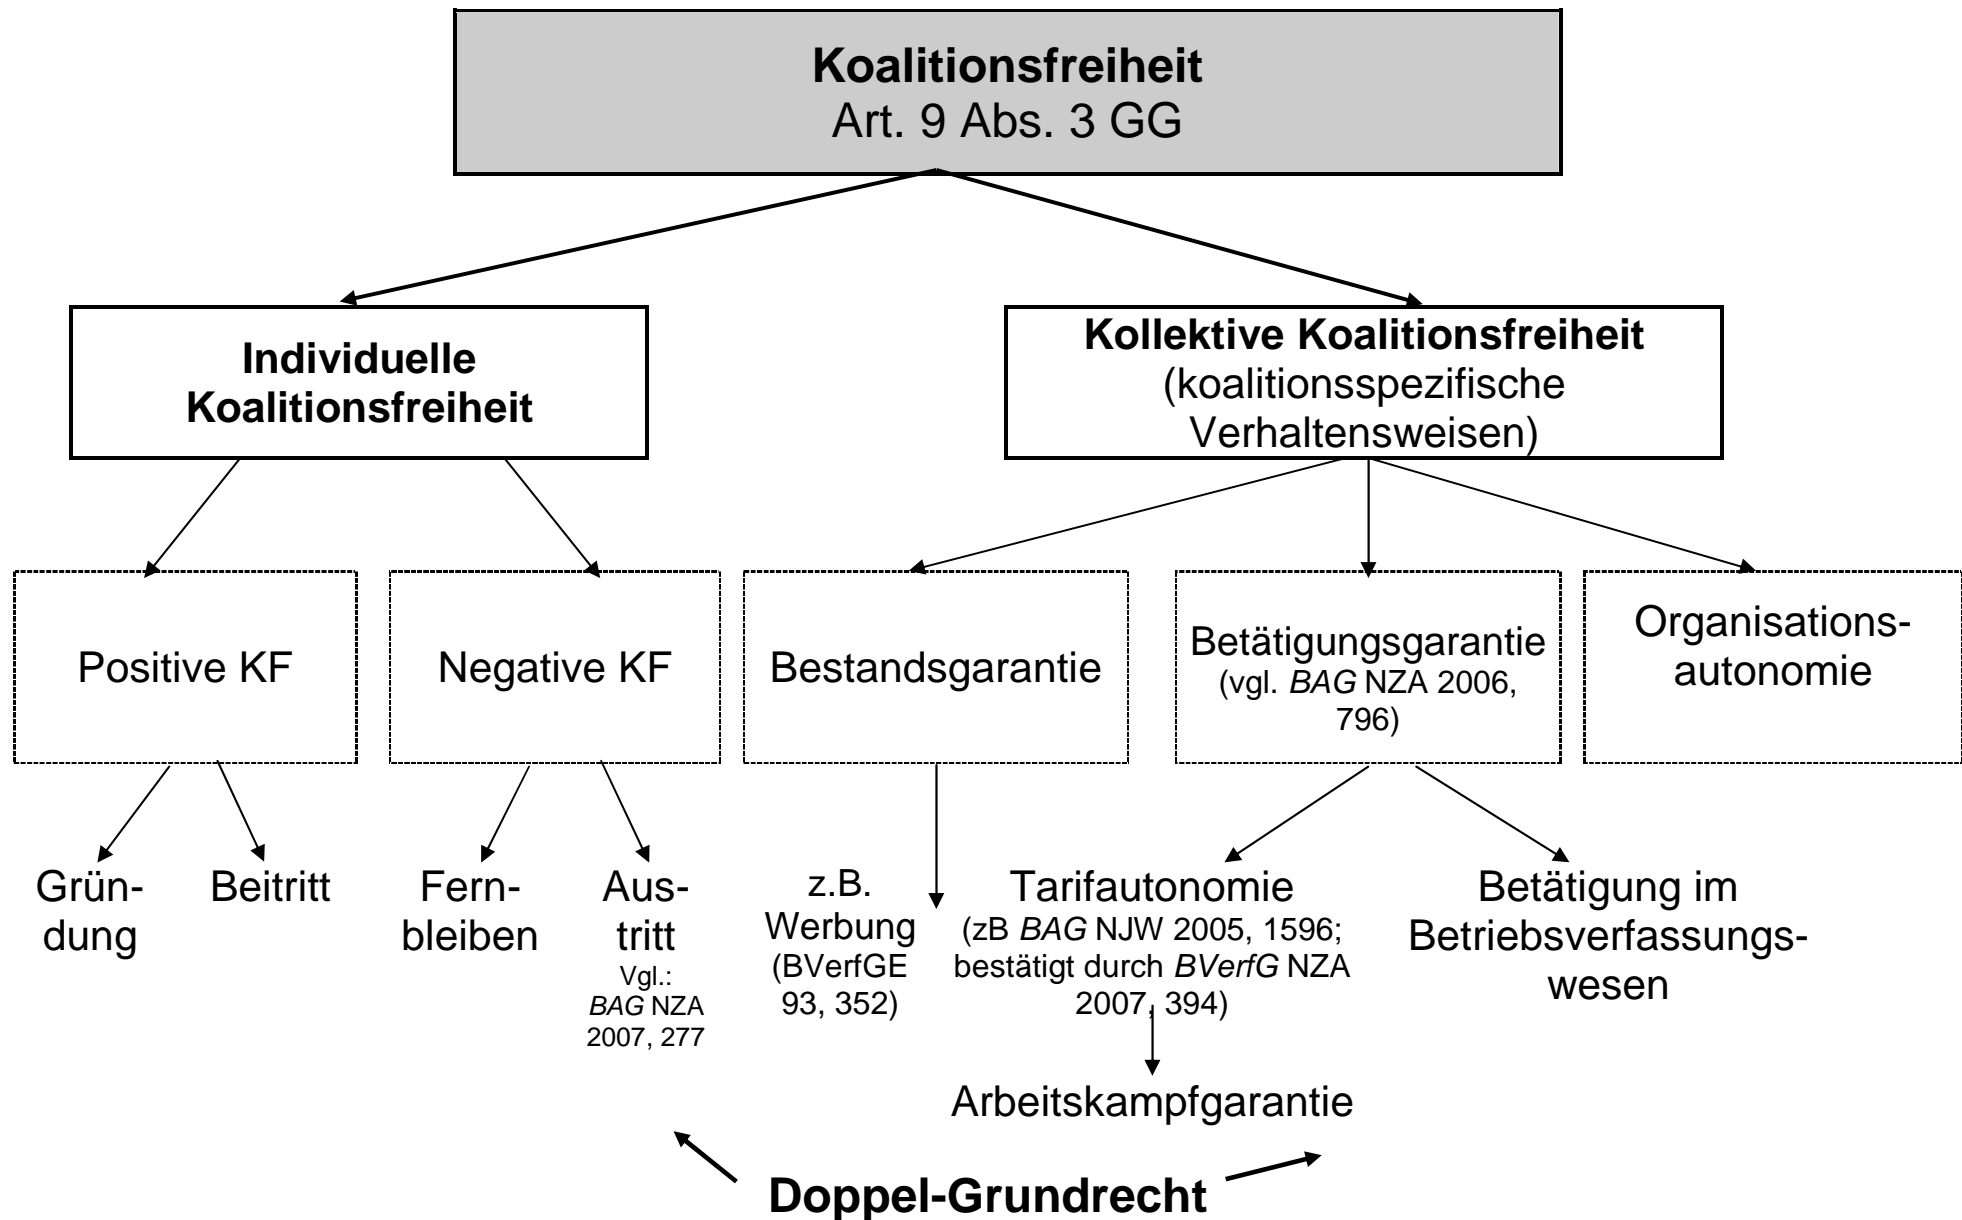 Koalitionsfreiheit
Art. 9 Abs. 3 GG
Individuelle
Koalitionsfreiheit
Kollektive Koalitionsfreiheit
(koalitionsspezifische
Verhaltensweisen)
Positive KF
Negative KF
Bestandsgarantie
Betätigungsgarantie
(vgl. BAG NZA 2006,
796)
Organisations-
autonomie
Grün-
dung
Beitritt
Fern-
bleiben
Aus-
tritt
Vgl.:
BAG NZA
2007, 277
z.B.
Werbung
(BVerfGE
93, 352)
Tarifautonomie
(zB BAG NJW 2005, 1596;
bestätigt durch BVerfG NZA
2007, 394)
Betätigung im
Betriebsverfassungs-
wesen
Arbeitskampfgarantie
Doppel-Grundrecht